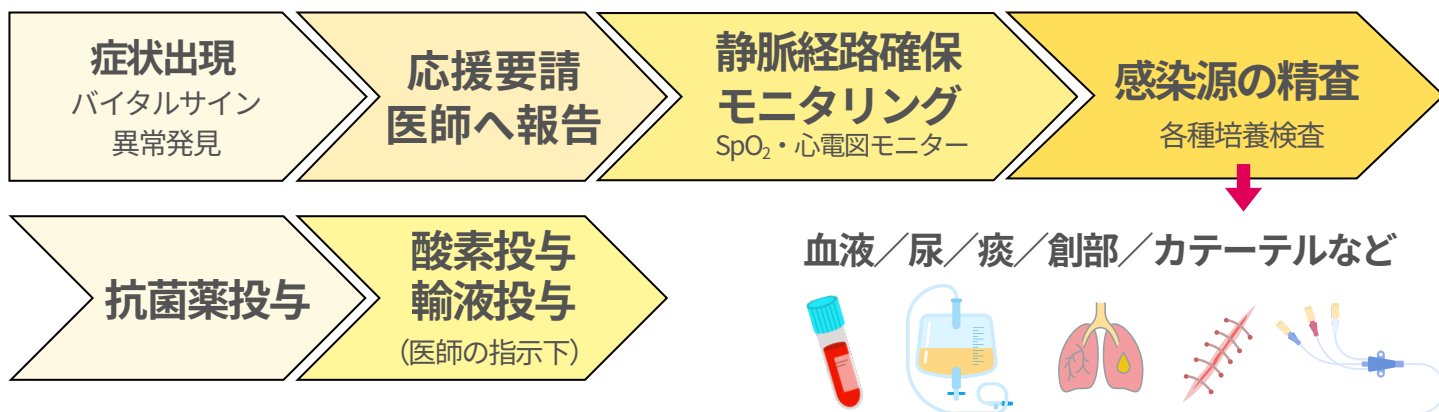 症状出現
バイタルサイン
異常発見
応援要請
医師へ報告
静脈経路確保
モニタリング
SpO₂・心電図モニター
感染源の精査
各種培養検査
血液／尿／痰／創部／カテーテルなど
抗菌薬投与
酸素投与
輸液投与
（医師の指示下）